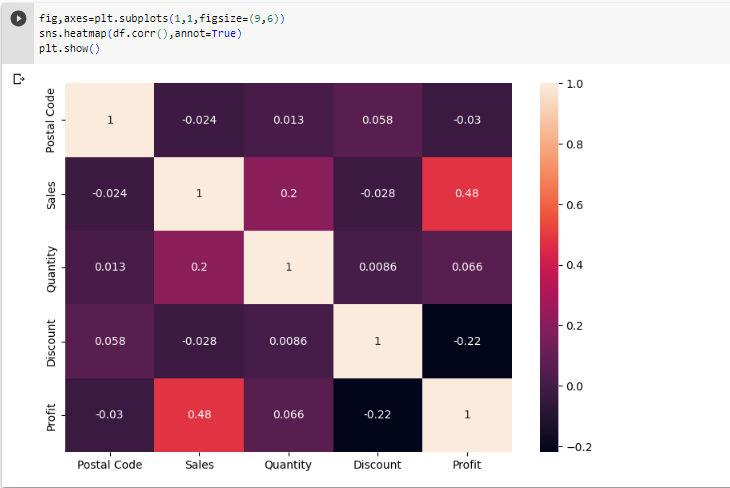 fig,axes=plt.subplots(1,1,figsize=(9,6))
sns.heatmap(df.corr(),annot=True)
plt.show()
1.0
Postal Code 1 -0.024 0.013 0.058 -0.03
0.8
Sales -0.024 1 0.2 -0.028 0.48
0.6
Quantity 0.013 0.2 1 0.0086 0.066
0.4
0.2
Discount 0.058 -0.028 0.0086 1 -0.22
0.0
Profit -0.03 0.48 0.066 -0.22 1
−0.2
Postal Code Sales Quantity Discount Profit